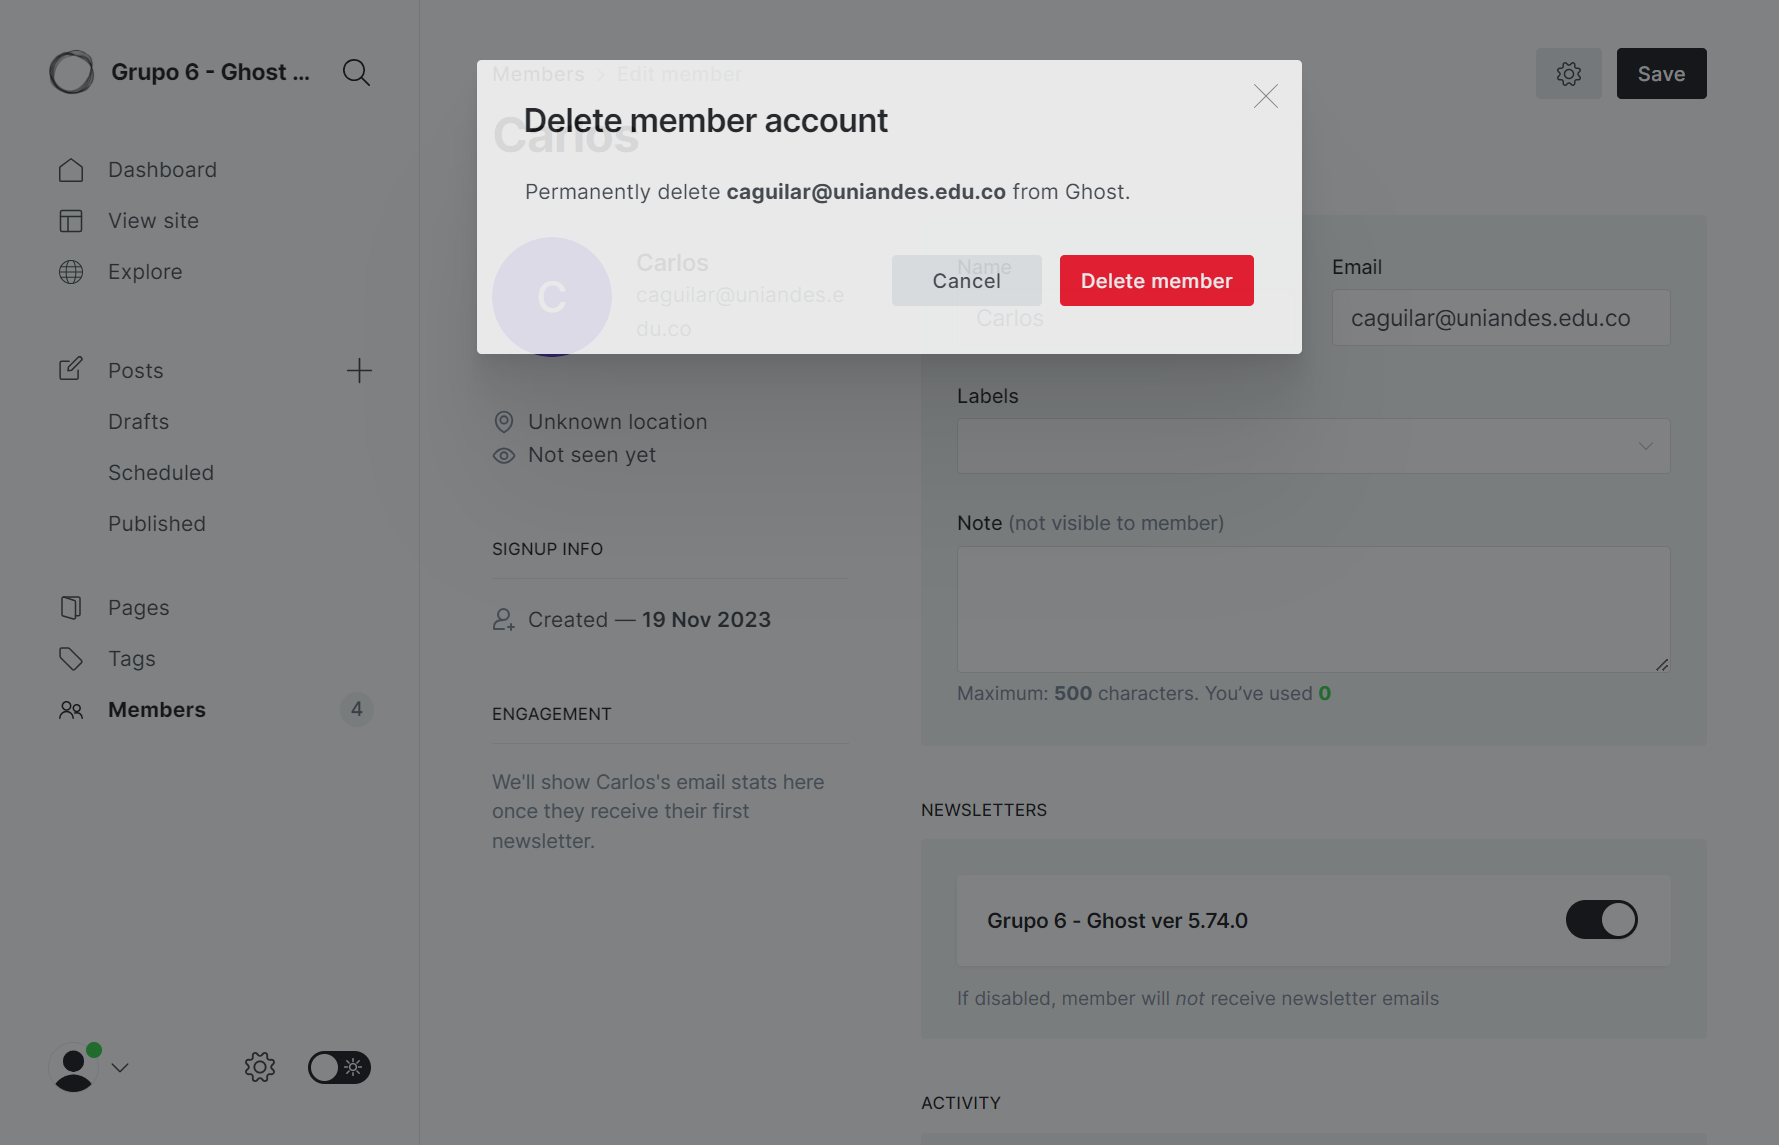 Grupo 6 - Ghost ...
Dashboard
View site
Explore
Posts
Drafts
Scheduled
Published
Pages
Tags
Members
4
Members > Edit member
Carlos
Save
Delete member account
Permanently delete caguilar@uniandes.edu.co from Ghost.
Cancel
Delete member
C
Carlos
caguilar@uniandes.e
du.co
Unknown location
Not seen yet
SIGNUP INFO
Created — 19 Nov 2023
ENGAGEMENT
We'll show Carlos's email stats here
once they receive their first
newsletter.
Name
Carlos
Email
caguilar@uniandes.edu.co
Labels
Note (not visible to member)
Maximum: 500 characters. You’ve used 0
NEWSLETTERS
Grupo 6 - Ghost ver 5.74.0
If disabled, member will not receive newsletter emails
ACTIVITY